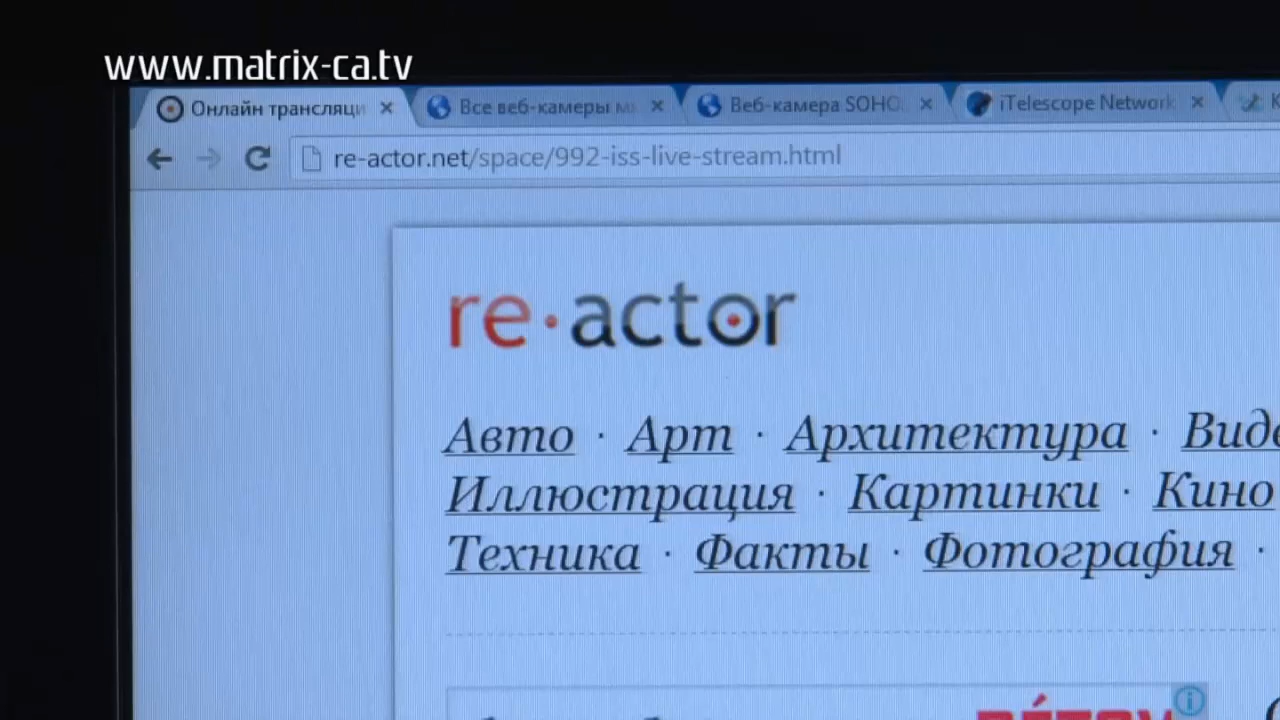 www.matrix-ca.tv
Онлайн трансляци
Все веб-камеры
Веб-камера SOHO
iTelescope Network
re-actor.net/space/992-iss-live-stream.html
re·actor
Авто · Арт · Архитектура · Виде
Иллюстрация · Картинки · Кино
Техника · Факты · Фотография ·